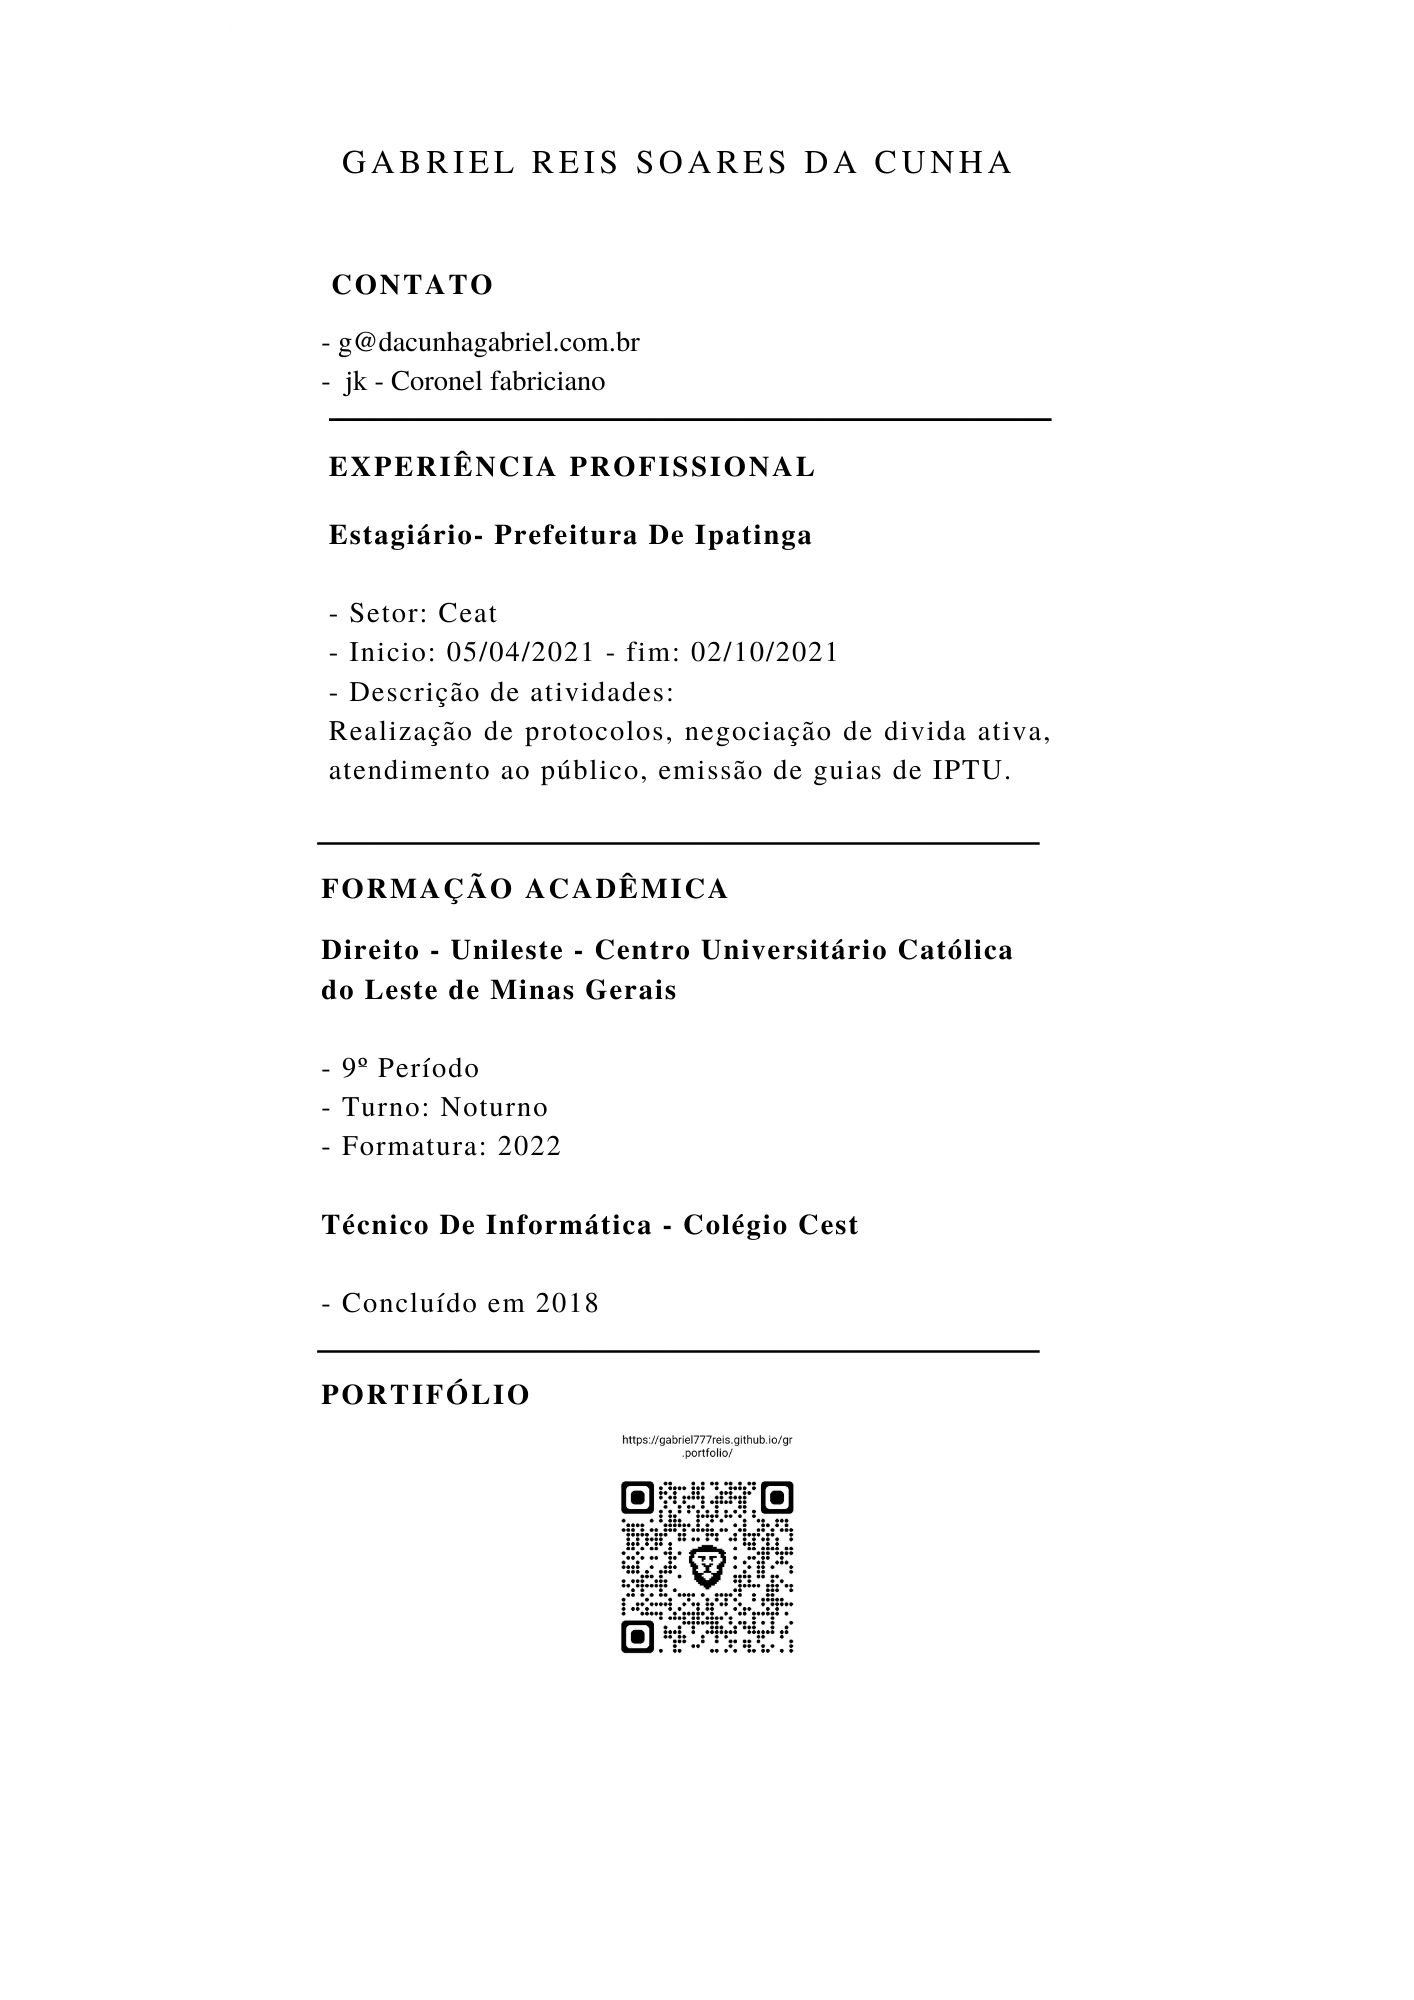 GABRIEL REIS SOARES DA CUNHA
CONTATO
- g@dacunhagabriel.com.br
- jk - Coronel fabriciano
EXPERIÊNCIA PROFISSIONAL
Estagiário- Prefeitura De Ipatinga
- Setor: Ceat
- Inicio: 05/04/2021 - fim: 02/10/2021
- Descrição de atividades:
Realização de protocolos, negociação de divida ativa,
atendimento ao público, emissão de guias de IPTU.
FORMAÇÃO ACADÊMICA
Direito - Unileste - Centro Universitário Católica
do Leste de Minas Gerais
- 9º Período
- Turno: Noturno
- Formatura: 2022
Técnico De Informática - Colégio Cest
- Concluído em 2018
PORTIFÓLIO
https://gabriel777reis.github.io/gr
.portfolio/